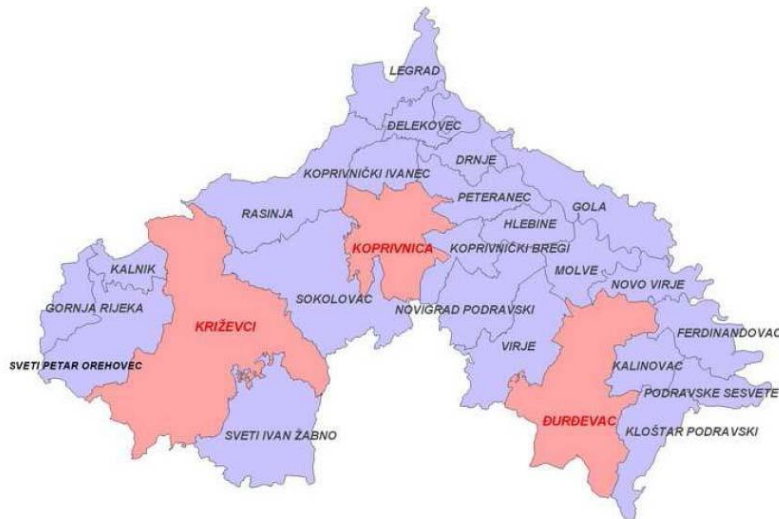 LEGRAD
ĐELEKOVEC
DRNJE
KOPRIVNIČKI IVANEC
PETERANEC
RASINJA
GOLA
HLEBINE
KOPRIVNICA
KOPRIVNIČKI BREGI
KALNIK
MOLVE
NOVO VIRJE
SOKOLOVAC
GORNJA RIJEKA
NOVIGRAD PODRAVSKI
KRIŽEVCI
FERDINANDOVAC
VIRJE
SVETI PETAR OREHOVEC
KALINOVAC
PODRAVSKE SESVETE
ĐURĐEVAC
SVETI IVAN ŽABNO
KLOŠTAR PODRAVSKI